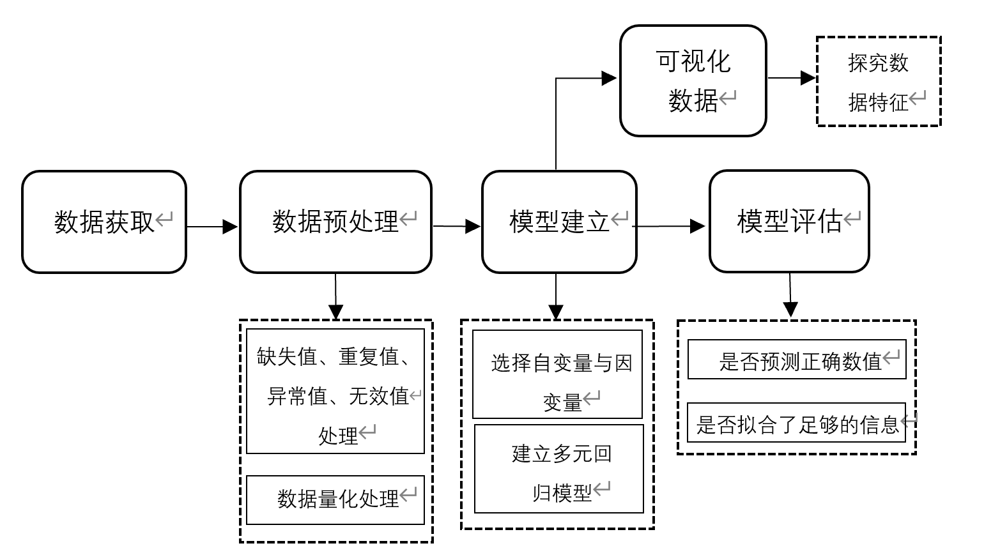 可视化
数据
探究数
据特征
数据获取
数据预处理
模型建立
模型评估
缺失值、重复值、
异常值、无效值
处理
数据量化处理
选择自变量与因
变量
建立多元回
归模型
是否预测正确数值
是否拟合了足够的信息